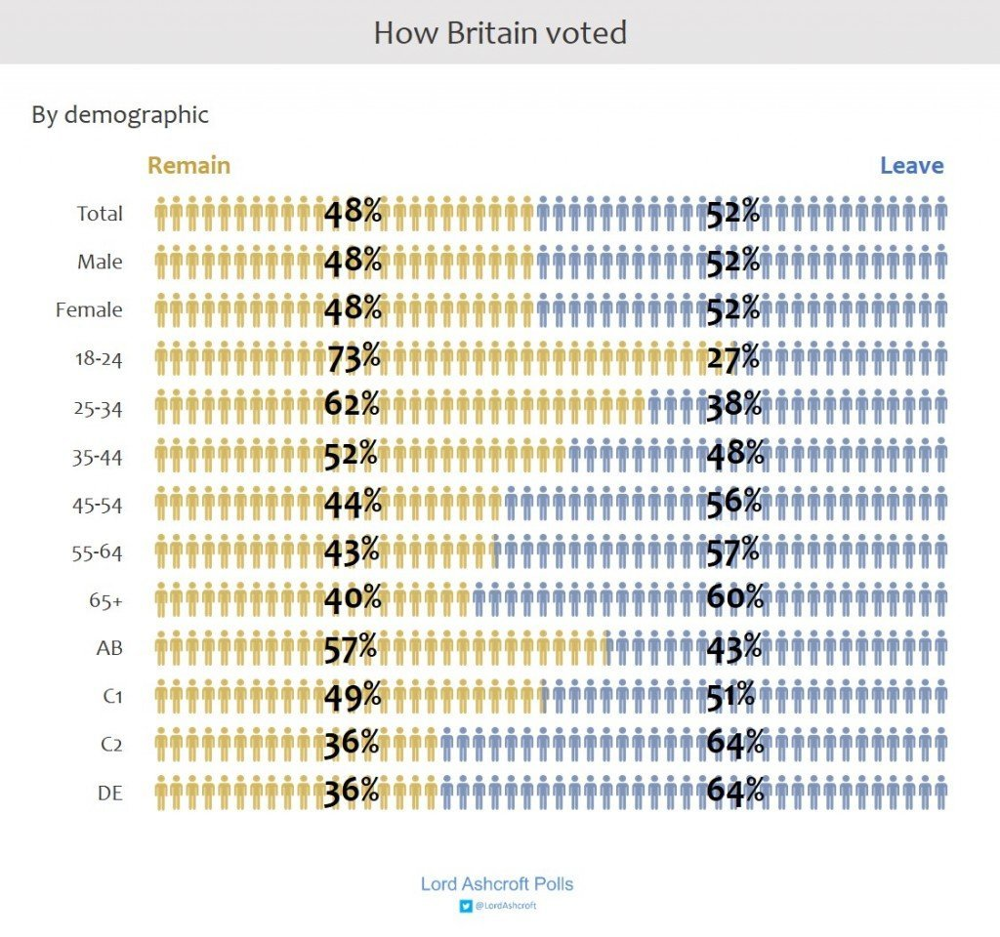 How Britain voted
By demographic
Remain Leave
Total 48% 52%
Male 48% 52%
Female 48% 52%
18-24 73% 27%
25-34 62% 38%
35-44 52% 48%
45-54 44% 56%
55-64 43% 57%
65+ 40% 60%
AB 57% 43%
C1 49% 51%
C2 36% 64%
DE 36% 64%
Lord Ashcroft Polls
@LordAshcroft